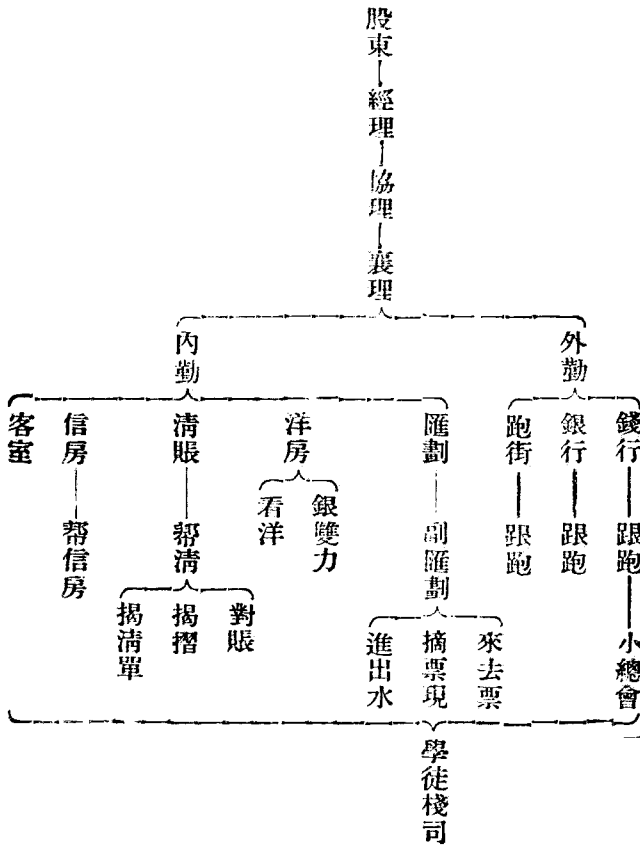 股東
經理
協理
襄理
外勤
內勤
錢行
銀行
跑街
匯劃
洋房
清賬
信房
客室
跟跑
跟跑
跟跑
副匯劃
銀雙力
看洋
幫清
幫信房
小總會
來去票
摘票現
進出水
對賬
揭摺
揭清單
學徒棧司